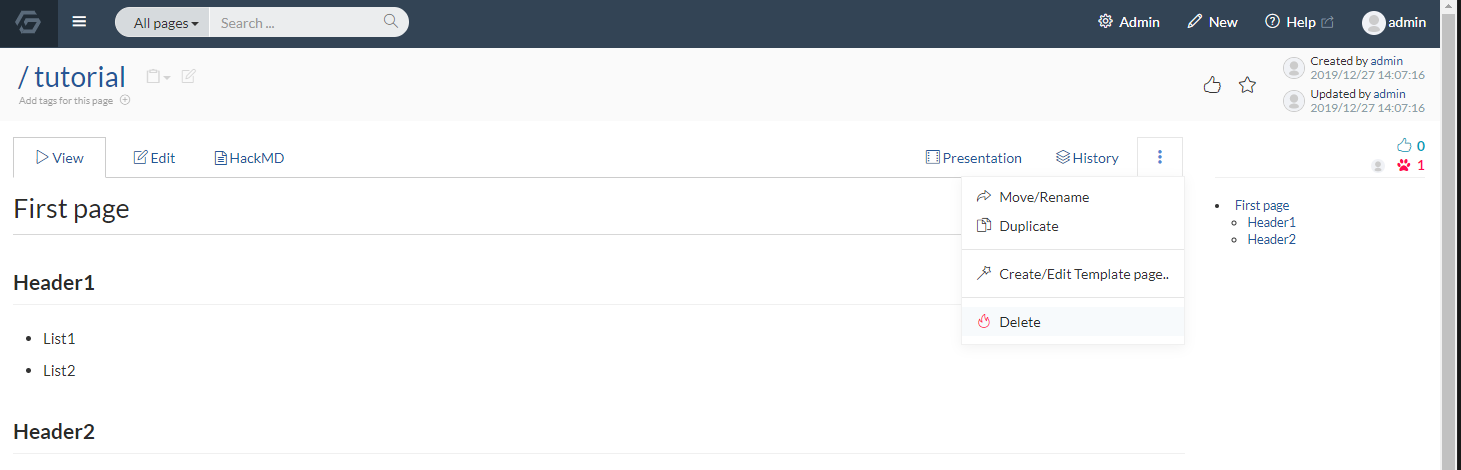 All pages Search ... Admin New Help admin
/ tutorial
Add tags for this page
Created by admin
2019/12/27 14:07:16
Updated by admin
2019/12/27 14:07:16
View Edit HackMD Presentation History
0
1
Move/Rename
Duplicate
Create/Edit Template page..
Delete
First page
Header1
List1
List2
Header2
First page
Header1
Header2